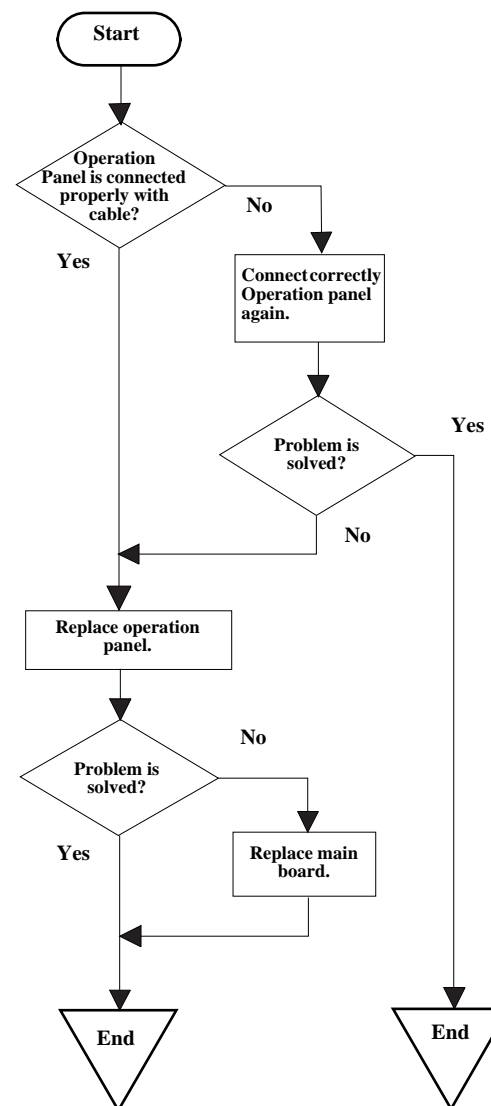 Start
Operation
Panel is connected
properly with
cable?
No
Yes
Connect correctly
Operation panel
again.
Yes
Problem is
solved?
No
Replace operation
panel.
No
Problem is
solved?
Yes
Replace main
board.
End
End